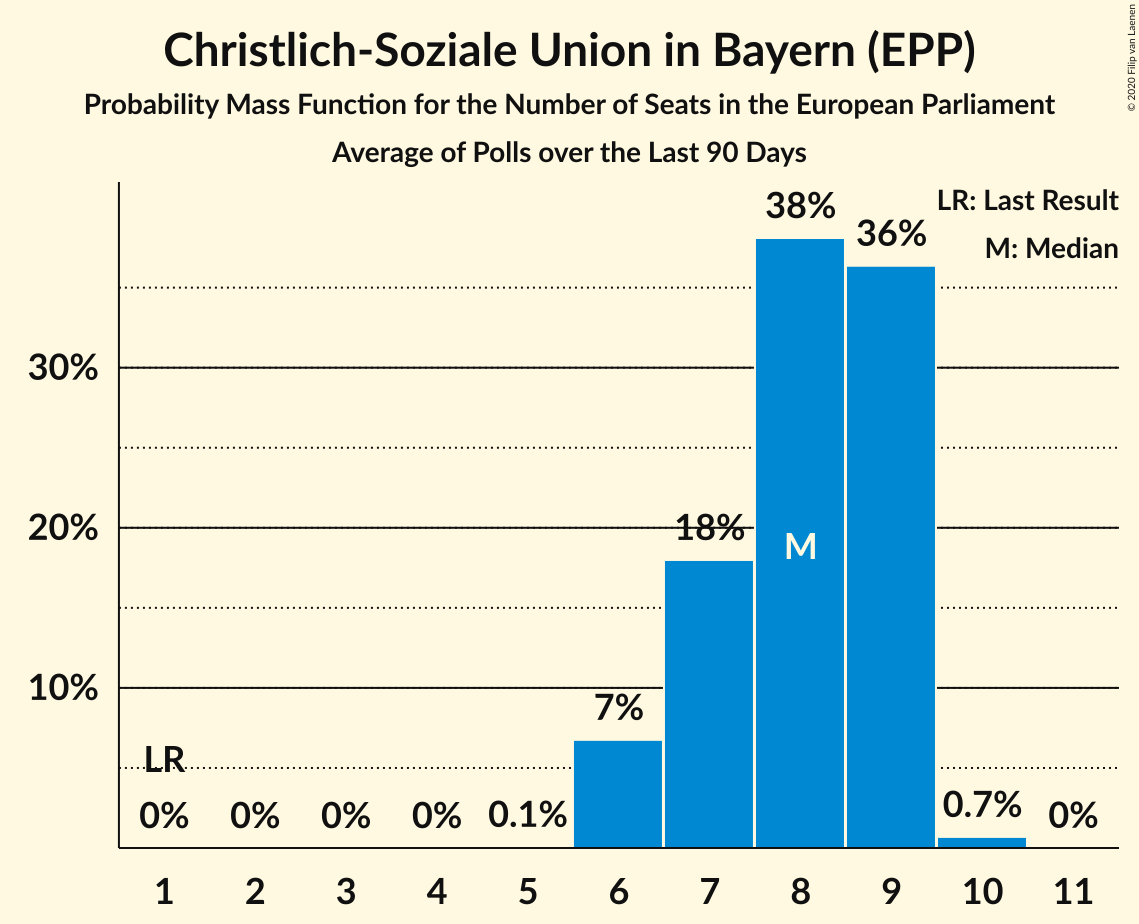 Christlich-Soziale Union in Bayern (EPP)
Probability Mass Function for the Number of Seats in the European Parliament
Average of Polls over the Last 90 Days
© 2020 Filip van Laenen
LR: Last Result
M: Median
38%
36%
30%
20%
18%
M
10%
7%
LR
0%
0%
0%
0%
0.1%
0.7%
0%
1 2 3 4 5 6 7 8 9 10 11